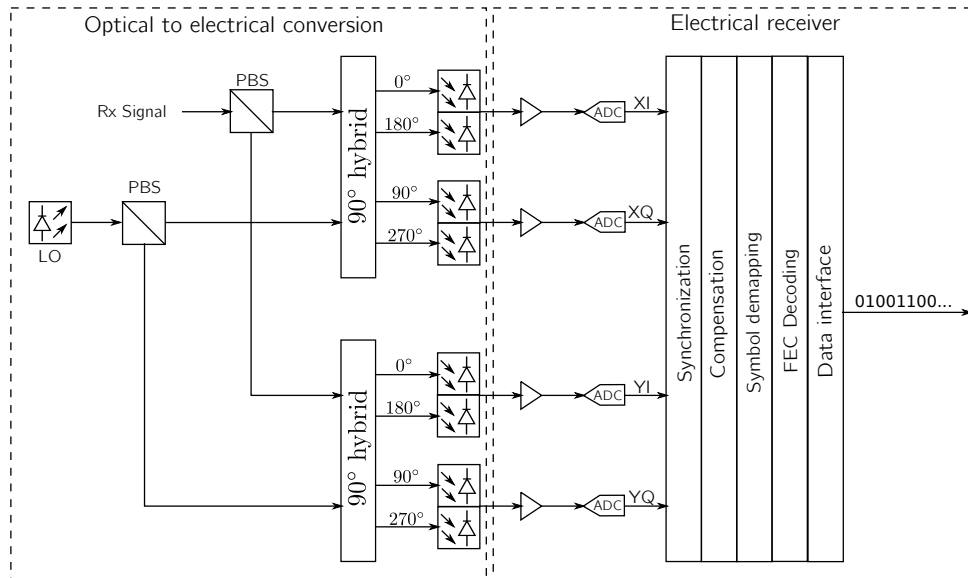 Optical to electrical conversion
Electrical receiver
PBS
Rx Signal
PBS
LO
90° hybrid
0°
180°
90°
270°
ADC
XI
ADC
XQ
90° hybrid
0°
180°
90°
270°
ADC
YI
ADC
YQ
Synchronization
Compensation
Symbol demapping
FEC Decoding
Data interface
01001100...